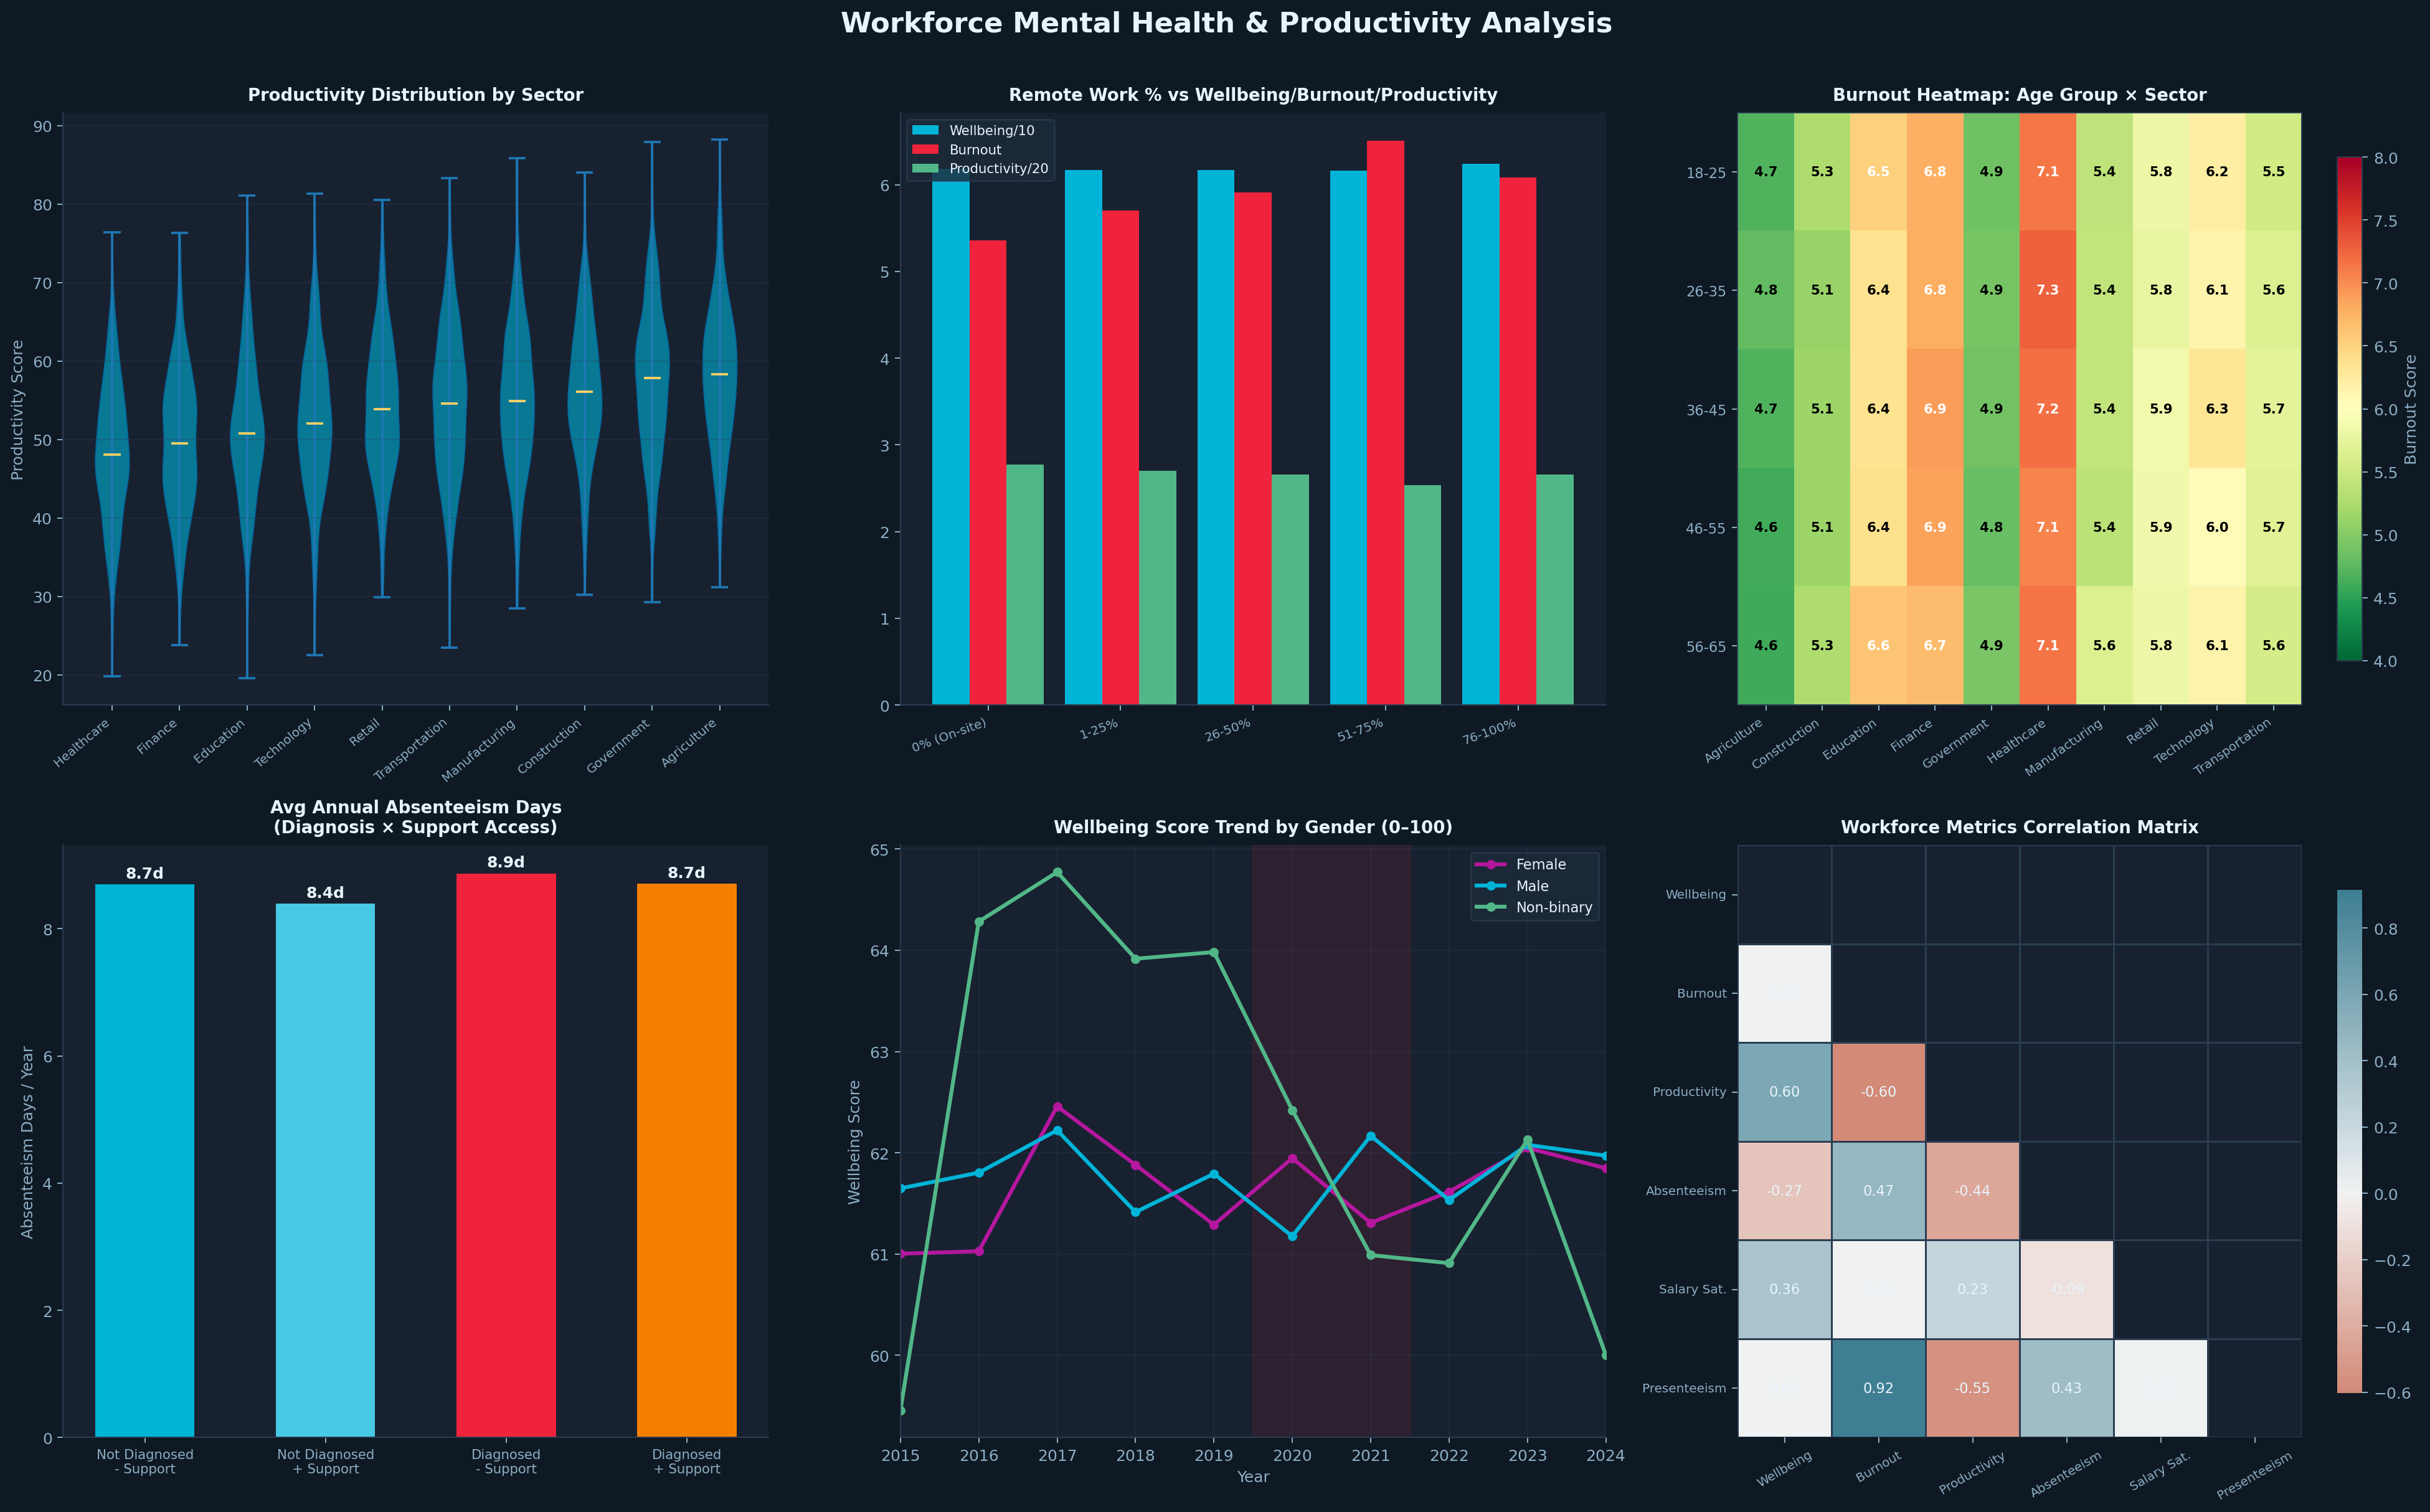 Workforce Mental Health & Productivity Analysis
Productivity Distribution by Sector
Productivity Score
90
80
70
60
50
40
30
20
Healthcare
Finance
Education
Technology
Retail
Transportation
Manufacturing
Construction
Government
Agriculture
Remote Work % vs Wellbeing/Burnout/Productivity
Wellbeing/10
Burnout
Productivity/20
6
5
4
3
2
1
0
0% (On-site)
1-25%
26-50%
51-75%
76-100%
Burnout Heatmap: Age Group × Sector
18-25 4.7 5.3 6.5 6.8 4.9 7.1 5.4 5.8 6.2 5.5
26-35 4.8 5.1 6.4 6.8 4.9 7.3 5.4 5.8 6.1 5.6
36-45 4.7 5.1 6.4 6.9 4.9 7.2 5.4 5.9 6.3 5.7
46-55 4.6 5.1 6.4 6.9 4.8 7.1 5.4 5.9 6.0 5.7
56-65 4.6 5.3 6.6 6.7 4.9 7.1 5.6 5.8 6.1 5.6
Agriculture
Construction
Education
Finance
Government
Healthcare
Manufacturing
Retail
Technology
Transportation
8.0
7.5
7.0
6.5
6.0
5.5
5.0
4.5
4.0
Burnout Score
Avg Annual Absenteeism Days
(Diagnosis × Support Access)
Absenteeism Days / Year
8
6
4
2
0
8.7d
8.4d
8.9d
8.7d
Not Diagnosed
- Support
Not Diagnosed
+ Support
Diagnosed
- Support
Diagnosed
+ Support
Wellbeing Score Trend by Gender (0–100)
Female
Male
Non-binary
Wellbeing Score
65
64
63
62
61
60
2015 2016 2017 2018 2019 2020 2021 2022 2023 2024
Year
Workforce Metrics Correlation Matrix
Wellbeing
Burnout
Productivity 0.60 -0.60
Absenteeism -0.27 0.47 -0.44
Salary Sat. 0.36 0.23 -0.09
Presenteeism 0.92 -0.55 0.43
Wellbeing
Burnout
Productivity
Absenteeism
Salary Sat.
Presenteeism
0.8
0.6
0.4
0.2
0.0
−0.2
−0.4
−0.6